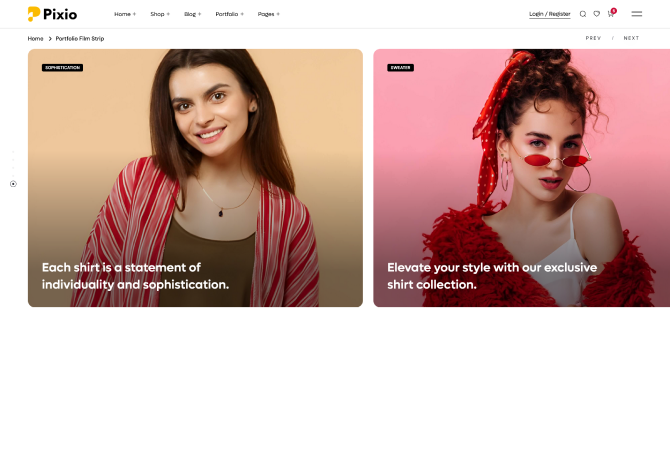 Pixio
Home + Shop + Blog + Portfolio + Pages +
Login / Register
Home > Portfolio Film Strip
PREV / NEXT
SOPHISTICATION
Each shirt is a statement of
individuality and sophistication.
SWEATER
Elevate your style with our exclusive
shirt collection.